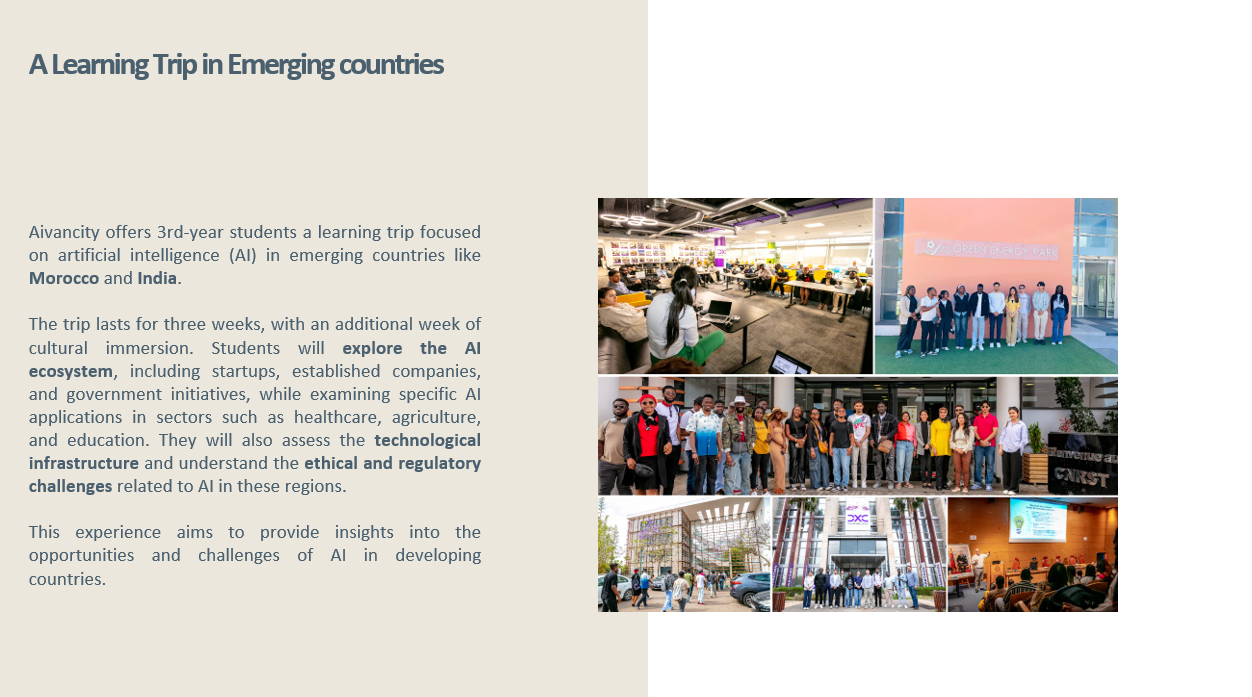 A Learning Trip in Emerging countries
Aivancity offers 3rd-year students a learning trip focused
on artificial intelligence (AI) in emerging countries like
Morocco and India.
The trip lasts for three weeks, with an additional week of
cultural immersion. Students will explore the AI
ecosystem, including startups, established companies,
and government initiatives, while examining specific AI
applications in sectors such as healthcare, agriculture,
and education. They will also assess the technological
infrastructure and understand the ethical and regulatory
challenges related to AI in these regions.
This experience aims to provide insights into the
opportunities and challenges of AI in developing
countries.
GREEN ENERGY PARK
Bienvenue au
CNRST
DXC